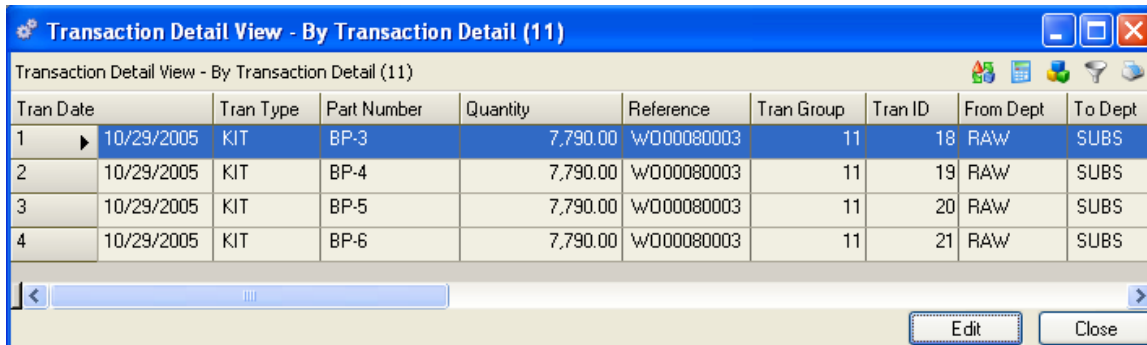 Transaction Detail View - By Transaction Detail (11)
Transaction Detail View - By Transaction Detail (11)
Tran Date Tran Type Part Number Quantity Reference Tran Group Tran ID From Dept To Dept
1 10/29/2005 KIT BP-3 7,790.00 WO00080003 11 18 RAW SUBS
2 10/29/2005 KIT BP-4 7,790.00 WO00080003 11 19 RAW SUBS
3 10/29/2005 KIT BP-5 7,790.00 WO00080003 11 20 RAW SUBS
4 10/29/2005 KIT BP-6 7,790.00 WO00080003 11 21 RAW SUBS
Edit Close